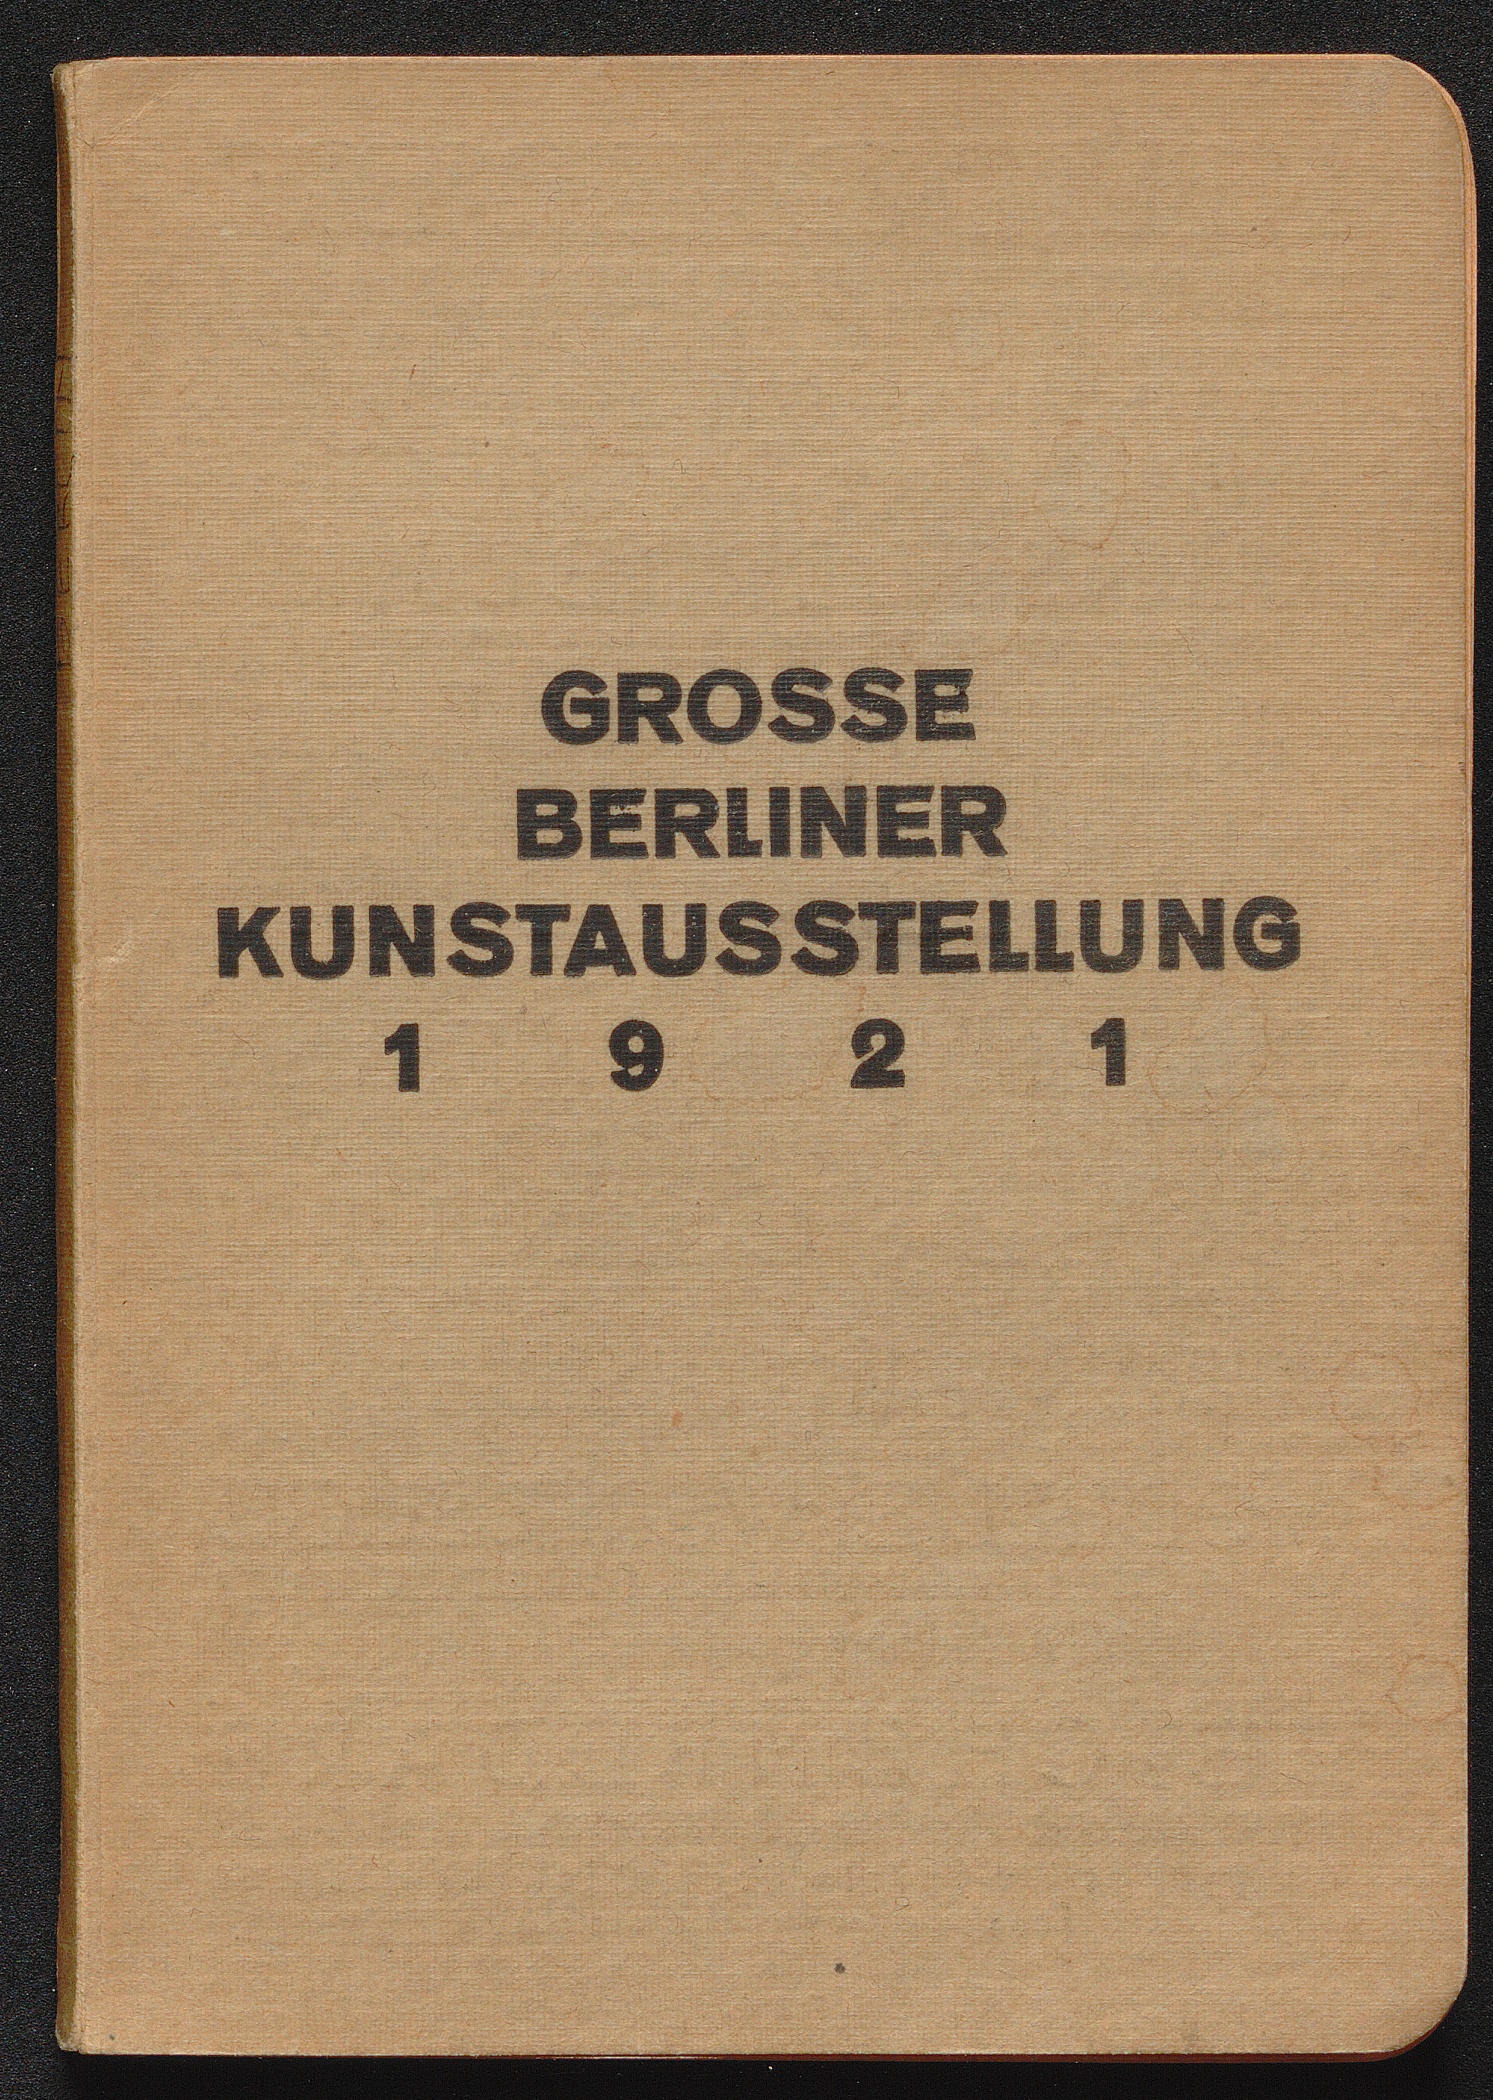 GROSSE
BERLINER
KUNSTAUSSTELLUNG
1 9 2 1